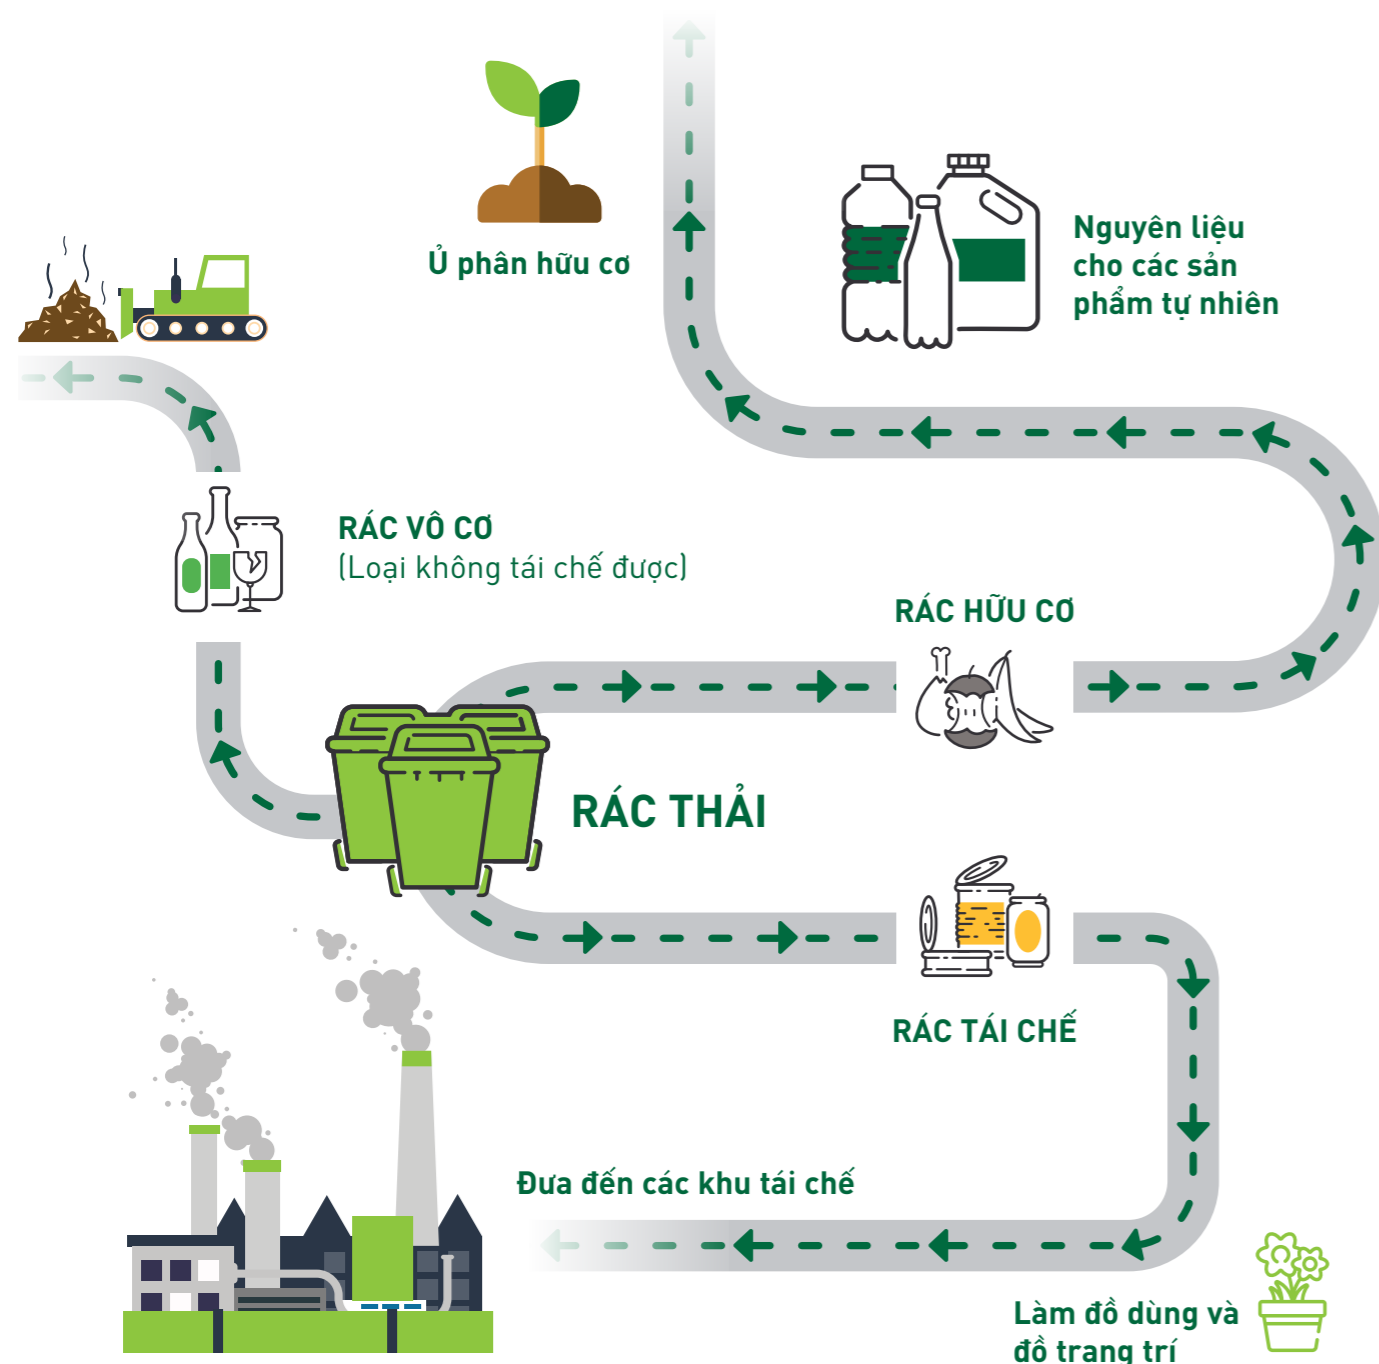 Ủ phân hữu cơ
Nguyên liệu
cho các sản
phẩm tự nhiên
RÁC VÔ CƠ
(Loại không tái chế được)
RÁC HỮU CƠ
RÁC THẢI
RÁC TÁI CHẾ
Đưa đến các khu tái chế
Làm đồ dùng và
đồ trang trí